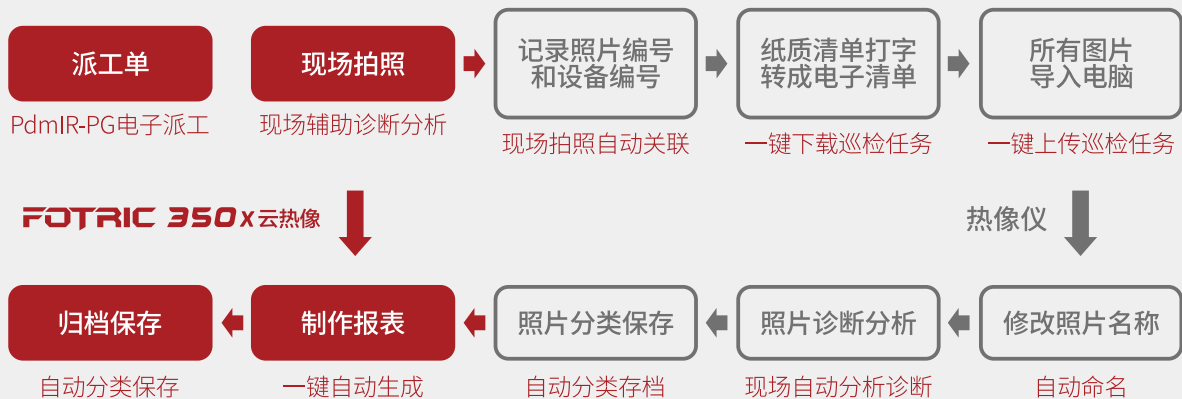 派工单
现场拍照
记录照片编号
和设备编号
纸质清单打字
转成电子清单
所有图片
导入电脑
PdmIR-PG电子派工
现场辅助诊断分析
现场拍照自动关联
一键下载巡检任务
一键上传巡检任务
FOTRIC 350X云热像
热像仪
归档保存
制作报表
照片分类保存
照片诊断分析
修改照片名称
自动分类保存
一键自动生成
自动分类存档
现场自动分析诊断
自动命名